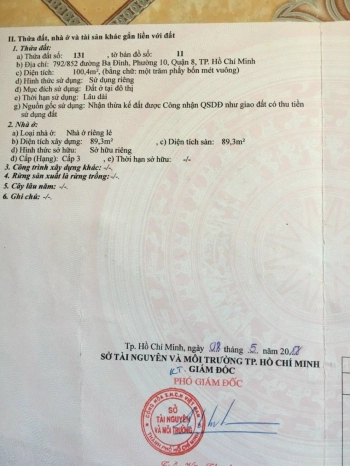 II. Thửa đất, nhà ở và tài sản khác gắn liền với đất
1. Thửa đất:
a) Thửa đất số: 131 , tờ bản đồ số: 11
b) Địa chỉ: 792/852 đường Ba Đình, Phường 10, Quận 8, TP. Hồ Chí Minh
c) Diện tích: 100,4m², (bằng chữ: một trăm phẩy bốn mét vuông)
d) Hình thức sử dụng: Sử dụng riêng
đ) Mục đích sử dụng: Đất ở tại đô thị
e) Thời hạn sử dụng: Lâu dài
g) Nguồn gốc sử dụng: Nhận thừa kế đất được Công nhận QSDĐ như giao đất có thu tiền
sử dụng đất
2. Nhà ở:
a) Loại nhà ở: Nhà ở riêng lẻ
b) Diện tích xây dựng: 89,3m² , c) Diện tích sàn: 89,3m²
d) Hình thức sở hữu: Sở hữu riêng
đ) Cấp (Hạng): Cấp 3 , e) Thời hạn sở hữu: -/-
3. Công trình xây dựng khác: -/-
4. Rừng sản xuất là rừng trồng: -/-
5. Cây lâu năm: -/-
6. Ghi chú: -/-
Tp. Hồ Chí Minh, ngày tháng 5 năm 20
SỞ TÀI NGUYÊN VÀ MÔI TRƯỜNG TP. HỒ CHÍ MINH
KT. GIÁM ĐỐC
PHÓ GIÁM ĐỐC
SỞ
TÀI NGUYÊN
VÀ MÔI TRƯỜNG